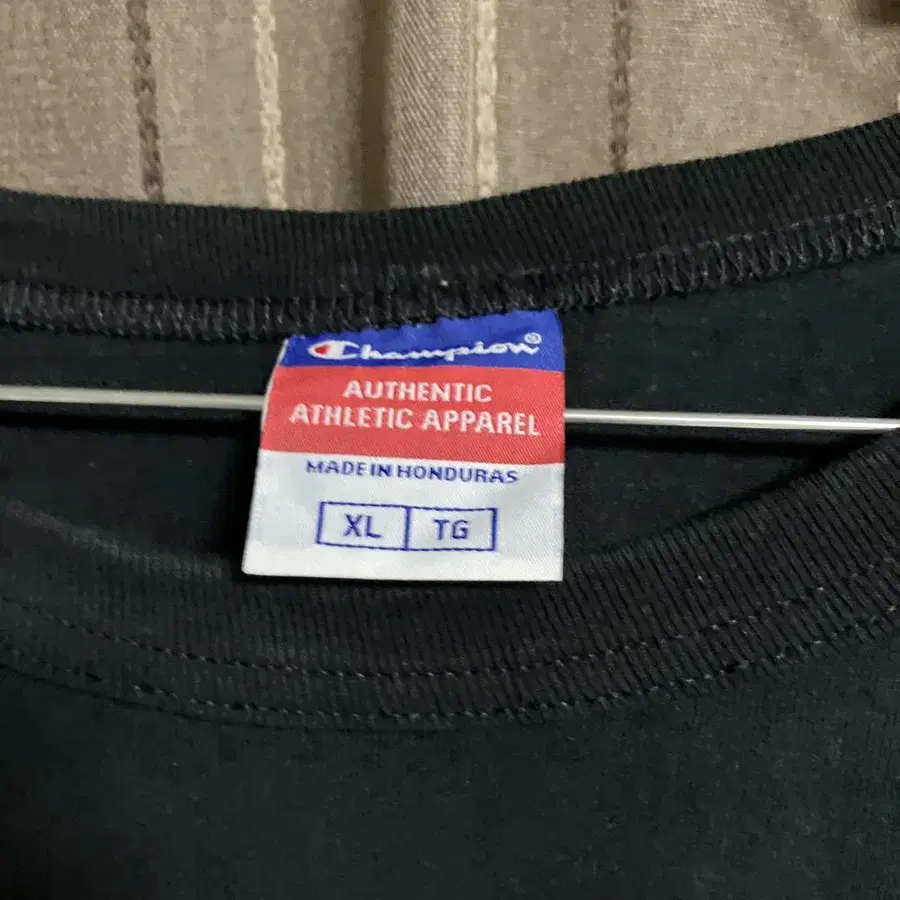 Champion®
AUTHENTIC
ATHLETIC APPAREL
MADE IN HONDURAS
XL TG